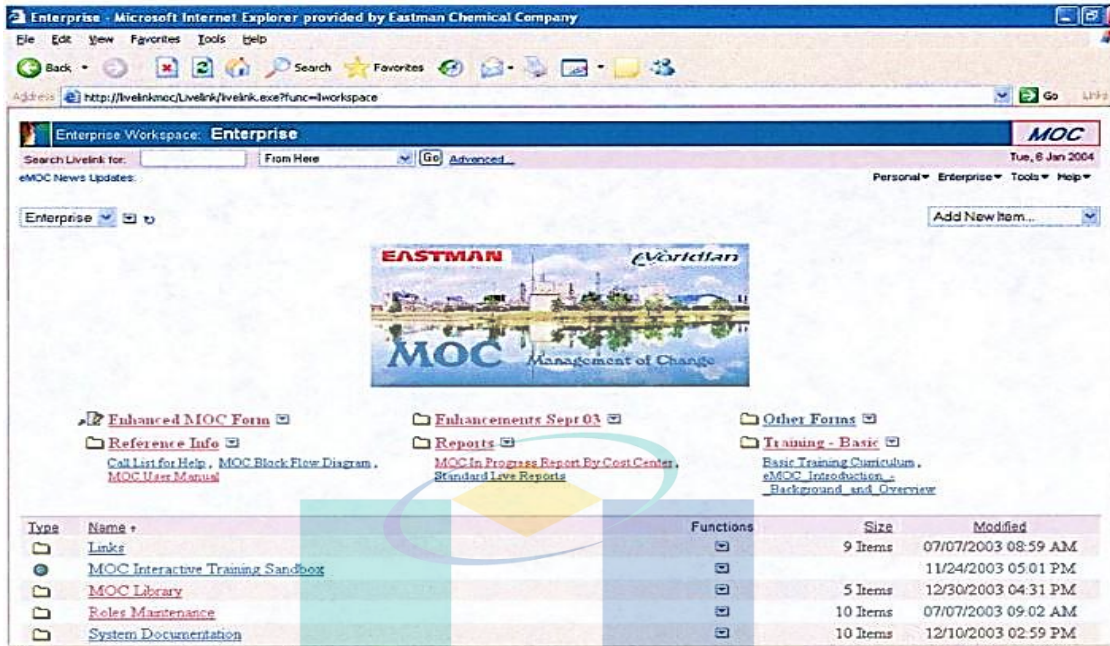 Enterprise - Microsoft Internet Explorer provided by Eastman Chemical Company
File Edit View Favorites Tools Help
Back Search Favorites
Address http://livelinkmoc/Livelink/livelink.exe?func=llworkspace Go Links
Enterprise Workspace: Enterprise MOC
Search Livelink for: From Here Go Advanced... Tue, 6 Jan 2004
eMOC News Updates: Personal Enterprise Tools Help
Enterprise Add New Item...
EASTMAN Voridian
MOC Management of Change
Enhanced MOC Form Enhancements Sept 03 Other Forms
Reference Info Reports Training - Basic
Call List for Help , MOC Block Flow Diagram , MOC In Progress Report By Cost Center , Basic Training Curriculum ,
MOC User Manual Standard Live Reports eMOC_Introduction_-
_Background_and_Overview
Type Name Functions Size Modified
Links 9 Items 07/07/2003 08:59 AM
MOC Interactive Training Sandbox 11/24/2003 05:01 PM
MOC Library 5 Items 12/30/2003 04:31 PM
Roles Maintenance 10 Items 07/07/2003 09:02 AM
System Documentation 10 Items 12/10/2003 02:59 PM